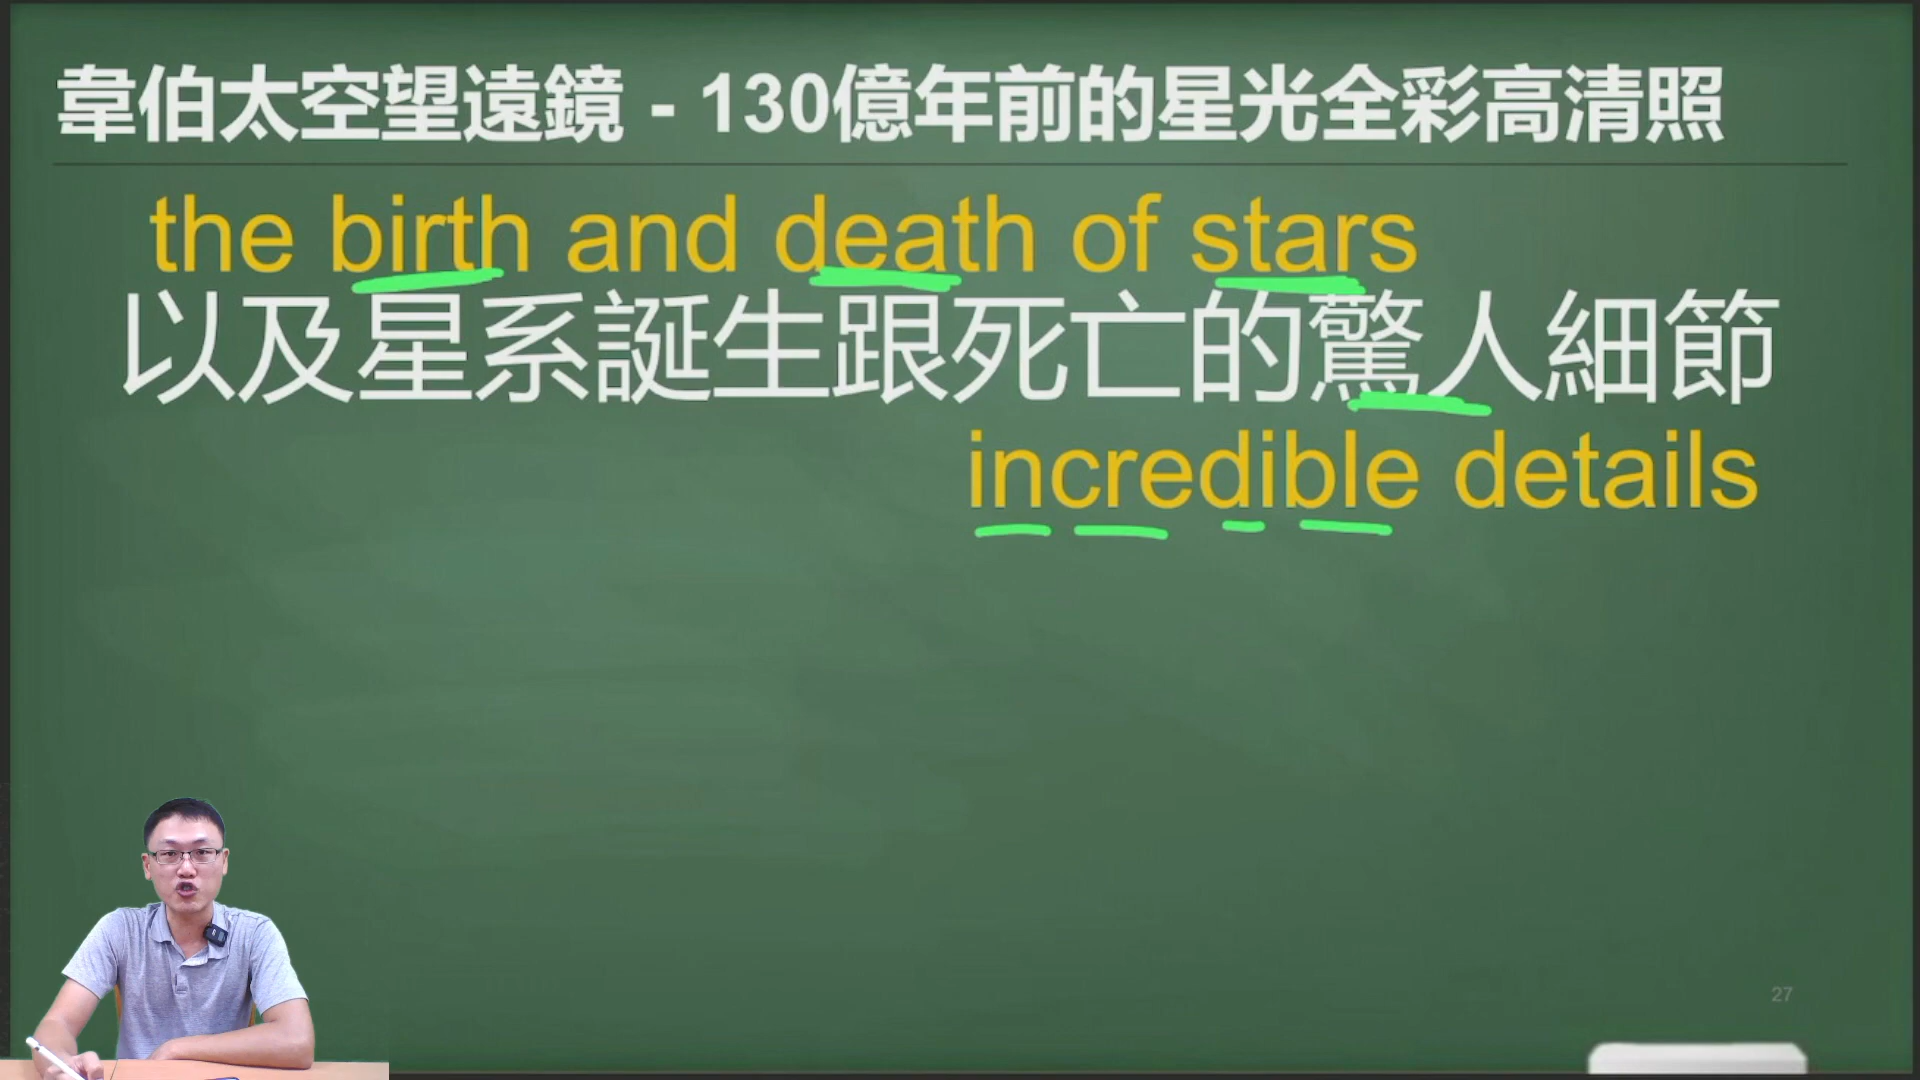 韋伯太空望遠鏡 - 130億年前的星光全彩高清照
the birth and death of stars
以及星系誕生跟死亡的驚人細節
incredible details
27